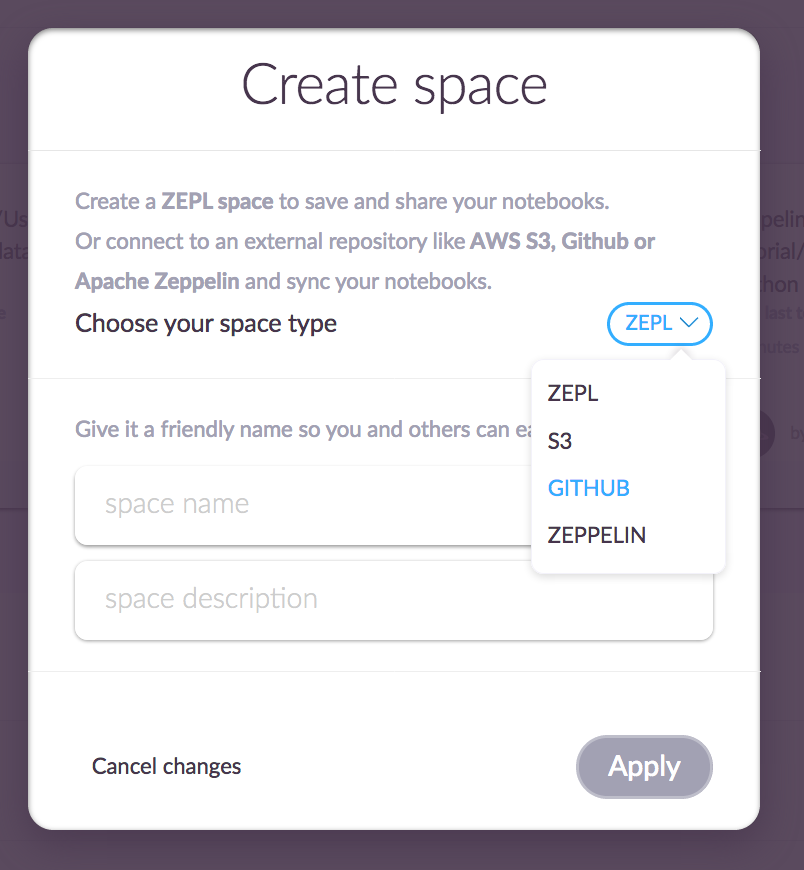 Create space
Create a ZEPL space to save and share your notebooks.
Or connect to an external repository like AWS S3, Github or
Apache Zeppelin and sync your notebooks.
Choose your space type
ZEPL
ZEPL
S3
GITHUB
ZEPPELIN
Give it a friendly name so you and others can
space name
space description
Cancel changes
Apply